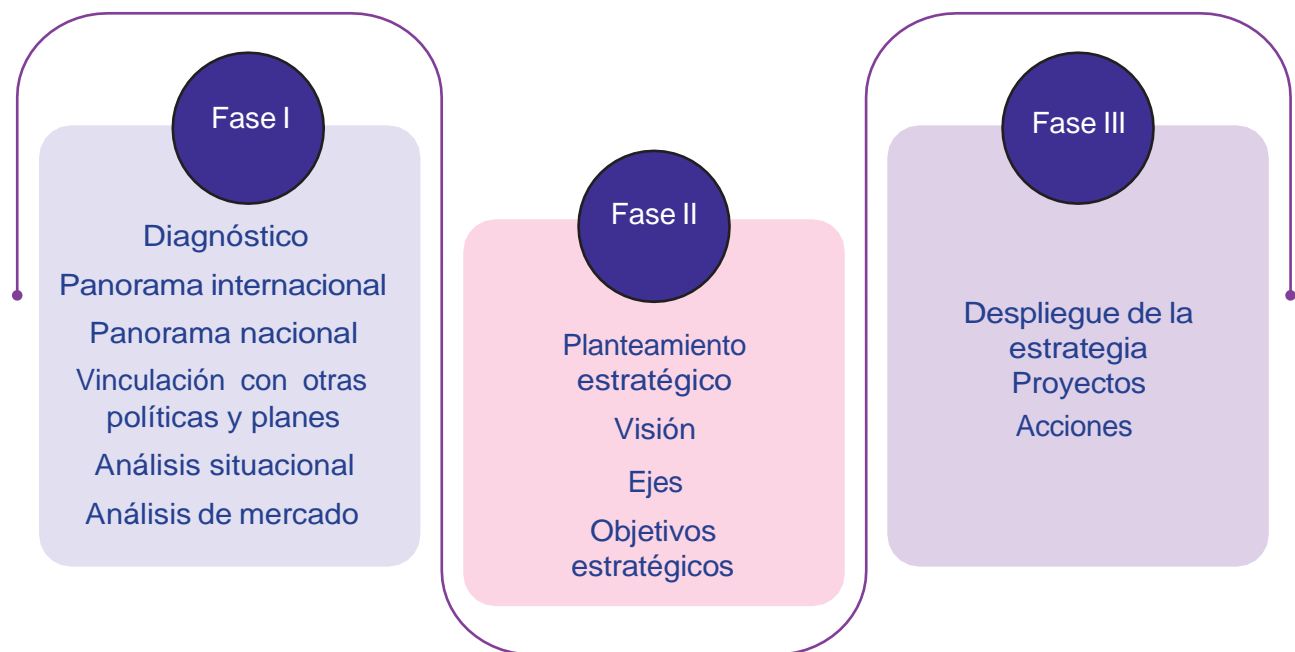 Fase I
Diagnóstico
Panorama internacional
Panorama nacional
Vinculación con otras
políticas y planes
Análisis situacional
Análisis de mercado
Fase II
Planteamiento
estratégico
Visión
Ejes
Objetivos
estratégicos
Fase III
Despliegue de la
estrategia
Proyectos
Acciones